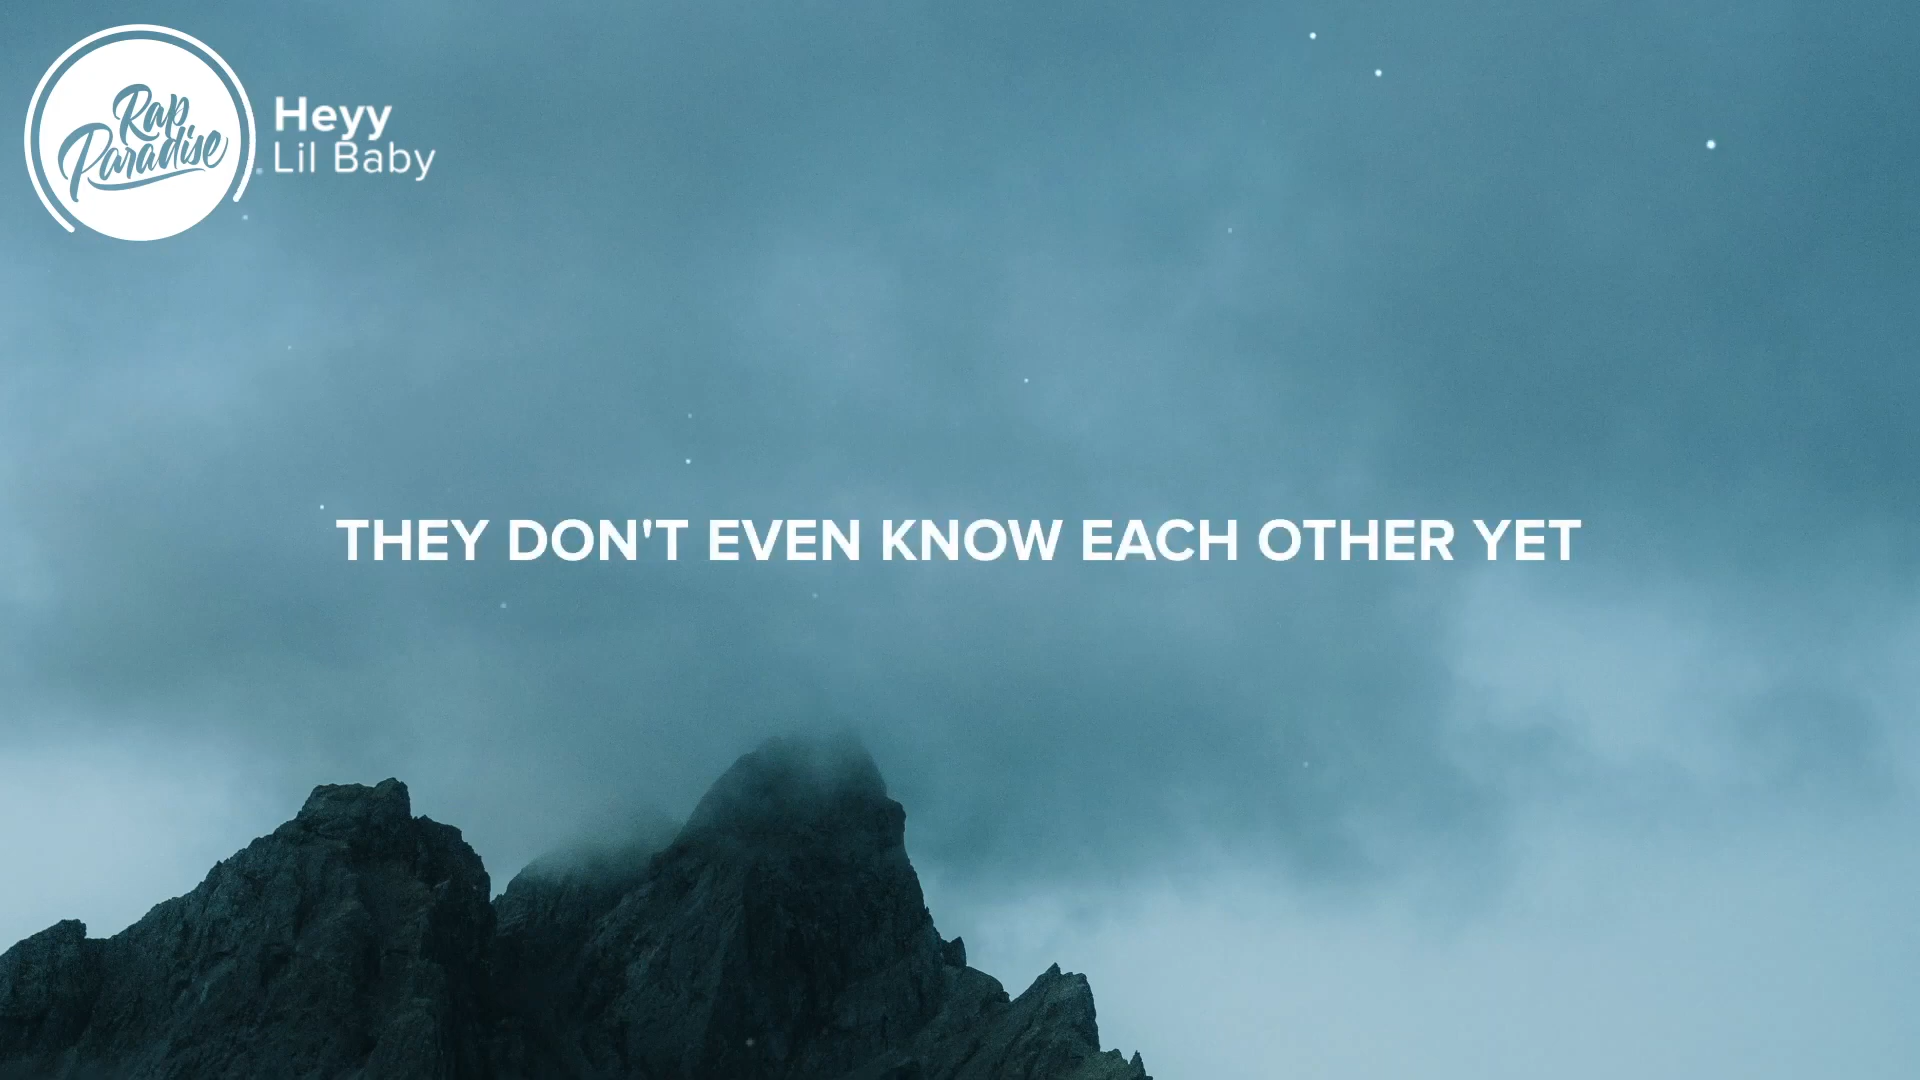 Rap
Paradise
Heyy
Lil Baby
THEY DON'T EVEN KNOW EACH OTHER YET